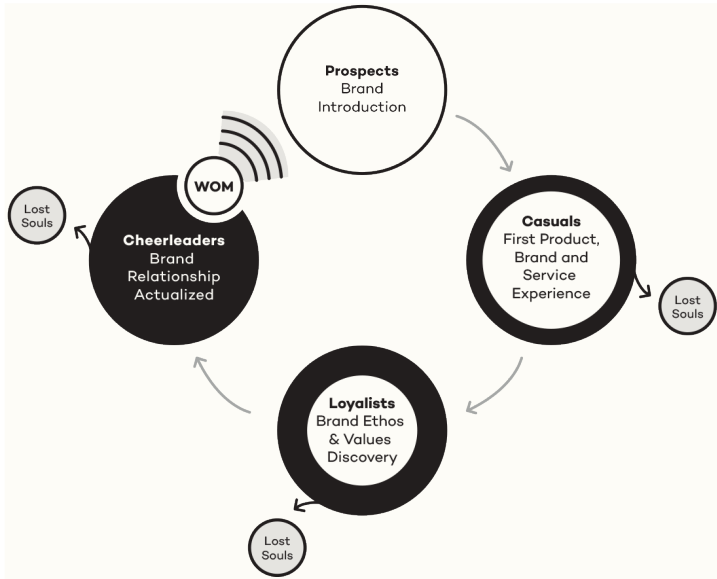 Prospects
Brand
Introduction
WOM
Lost
Souls
Cheerleaders
Brand
Relationship
Actualized
Casuals
First Product,
Brand and
Service
Experience
Lost
Souls
Loyalists
Brand Ethos
& Values
Discovery
Lost
Souls